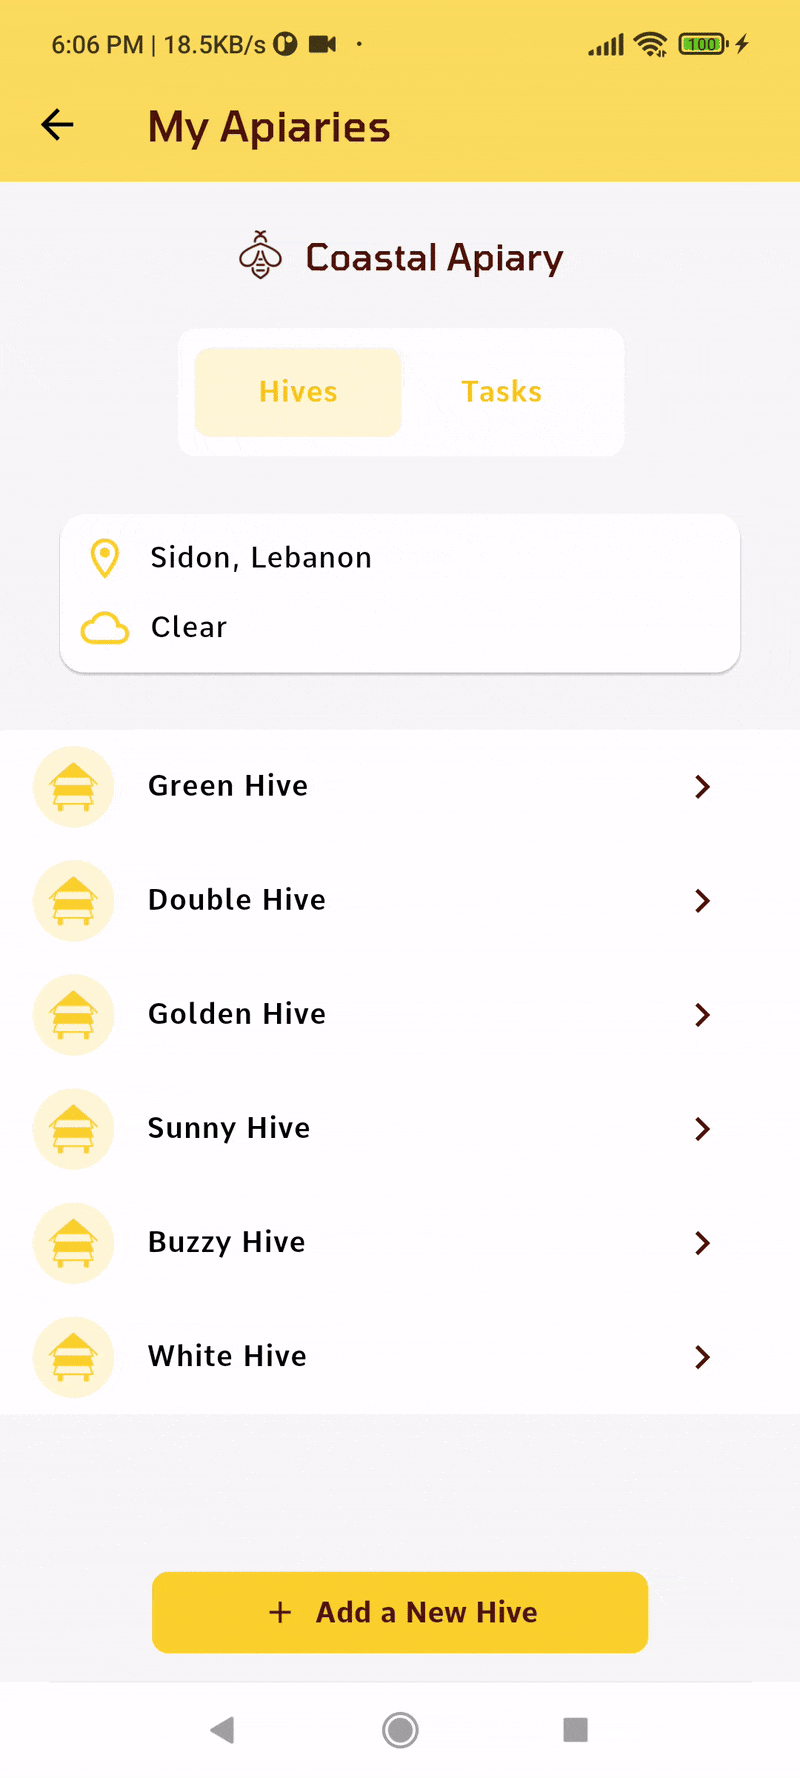 6:06 PM | 18.5KB/s
100
My Apiaries
Coastal Apiary
Hives
Tasks
Sidon, Lebanon
Clear
Green Hive
Double Hive
Golden Hive
Sunny Hive
Buzzy Hive
White Hive
+ Add a New Hive